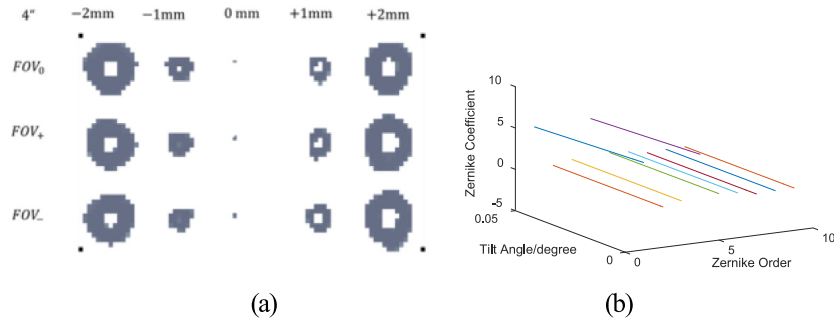 4" −2mm −1mm 0 mm +1mm +2mm
FOV₀
FOV₊
FOV₋
(a)
10
5
0
-5
Zernike Coefficient
0.05
0
Tilt Angle/degree
0
5
10
Zernike Order
(b)